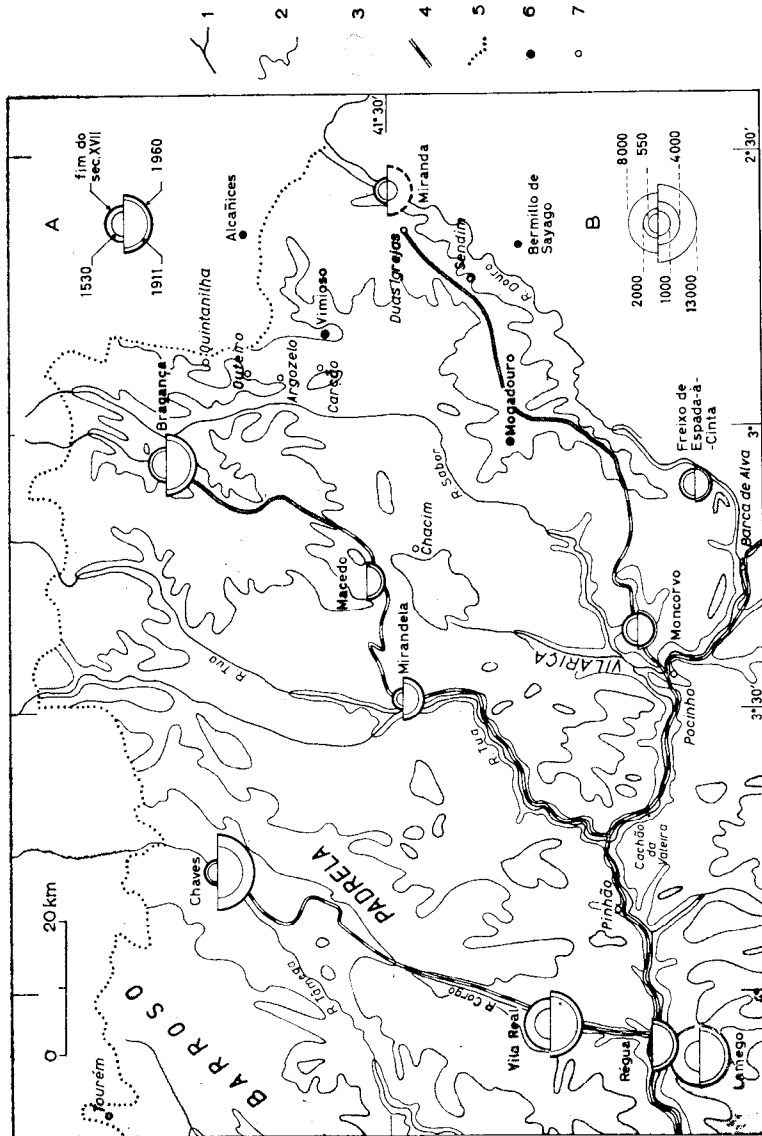 1
2
3
4
5
6
7
A
fim do
sec.XVII
1530
1911
1960
41°30'
Alcañices
Quintanilha
Bragança
Outeiro
Argozelo
Vimioso
Miranda
Duas Igrejas
Sendim
R. Douro
Bermillo de
Sayago
B
8000
550
4000
2000
1000
13000
2°30'
Mogadouro
R. Sabor
Chacim
Macedo
Mirandela
R. Tua
VILARIÇA
Moncorvo
Freixo de
Espada-à-
-Cinta
Barca de Alva
3°
Pocinho
3°30'
R. Tua
Cachão
da
Valeira
Pinhão
Chaves
PADRELA
20 km
0
BARROSO
Tourém
R. Tâmega
R. Corgo
Vila Real
Régua
Lamego